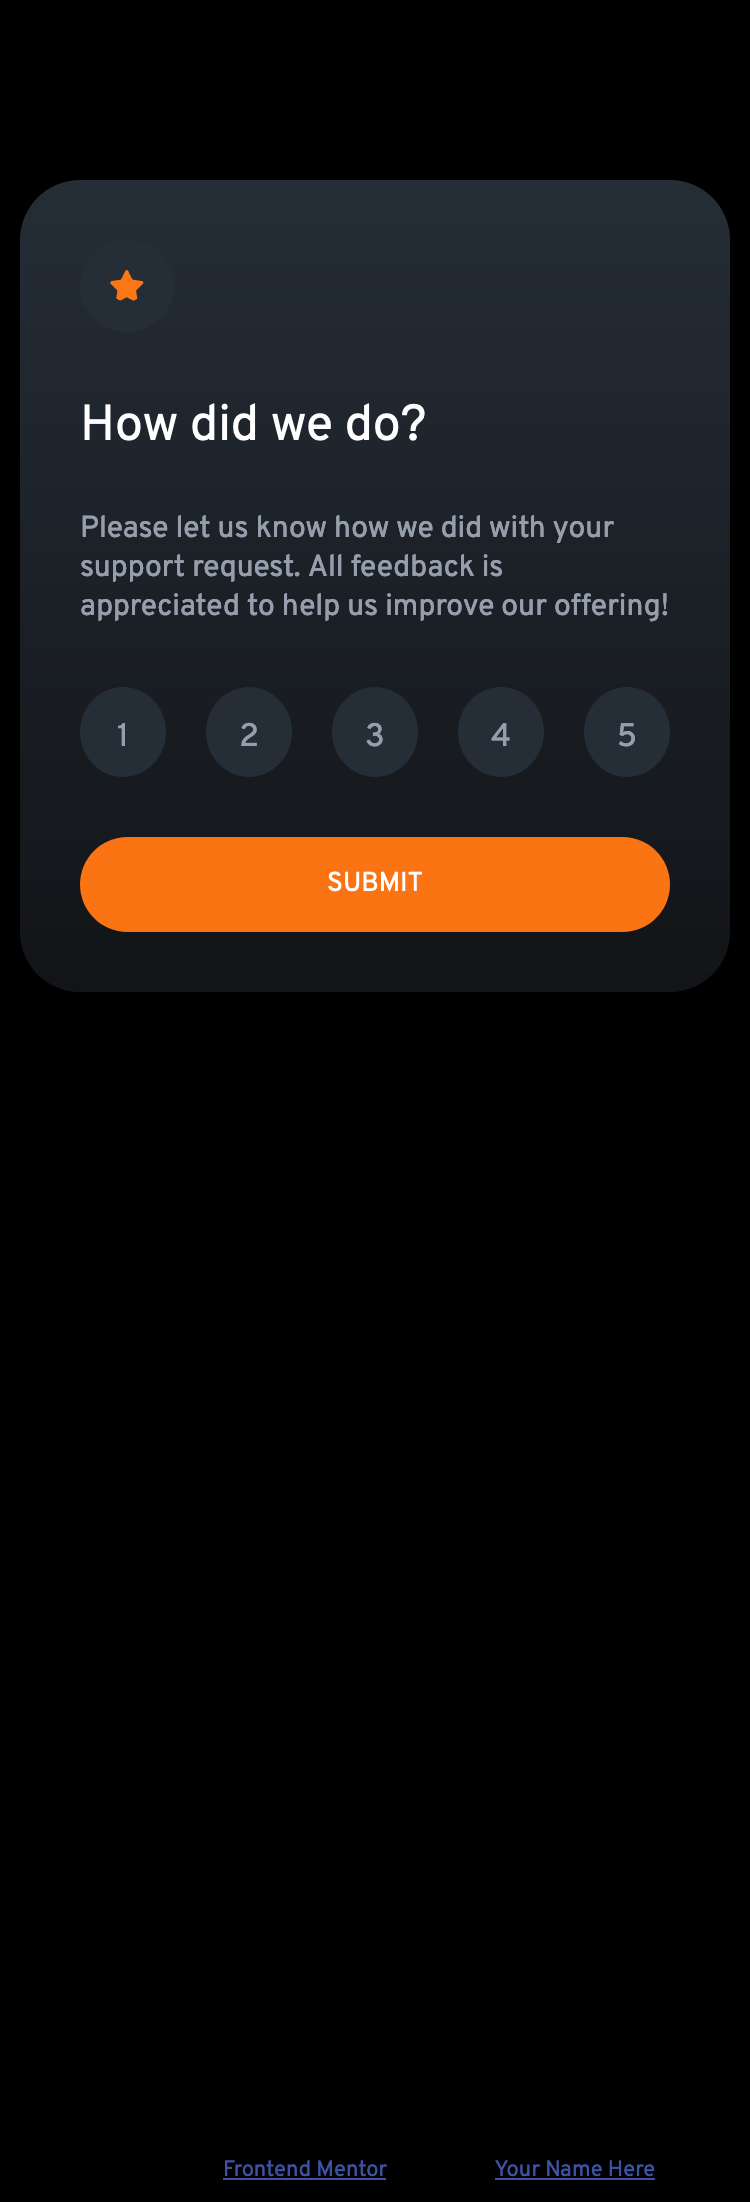 How did we do?
Please let us know how we did with your
support request. All feedback is
appreciated to help us improve our offering!
1 2 3 4 5
SUBMIT
Frontend Mentor Your Name Here